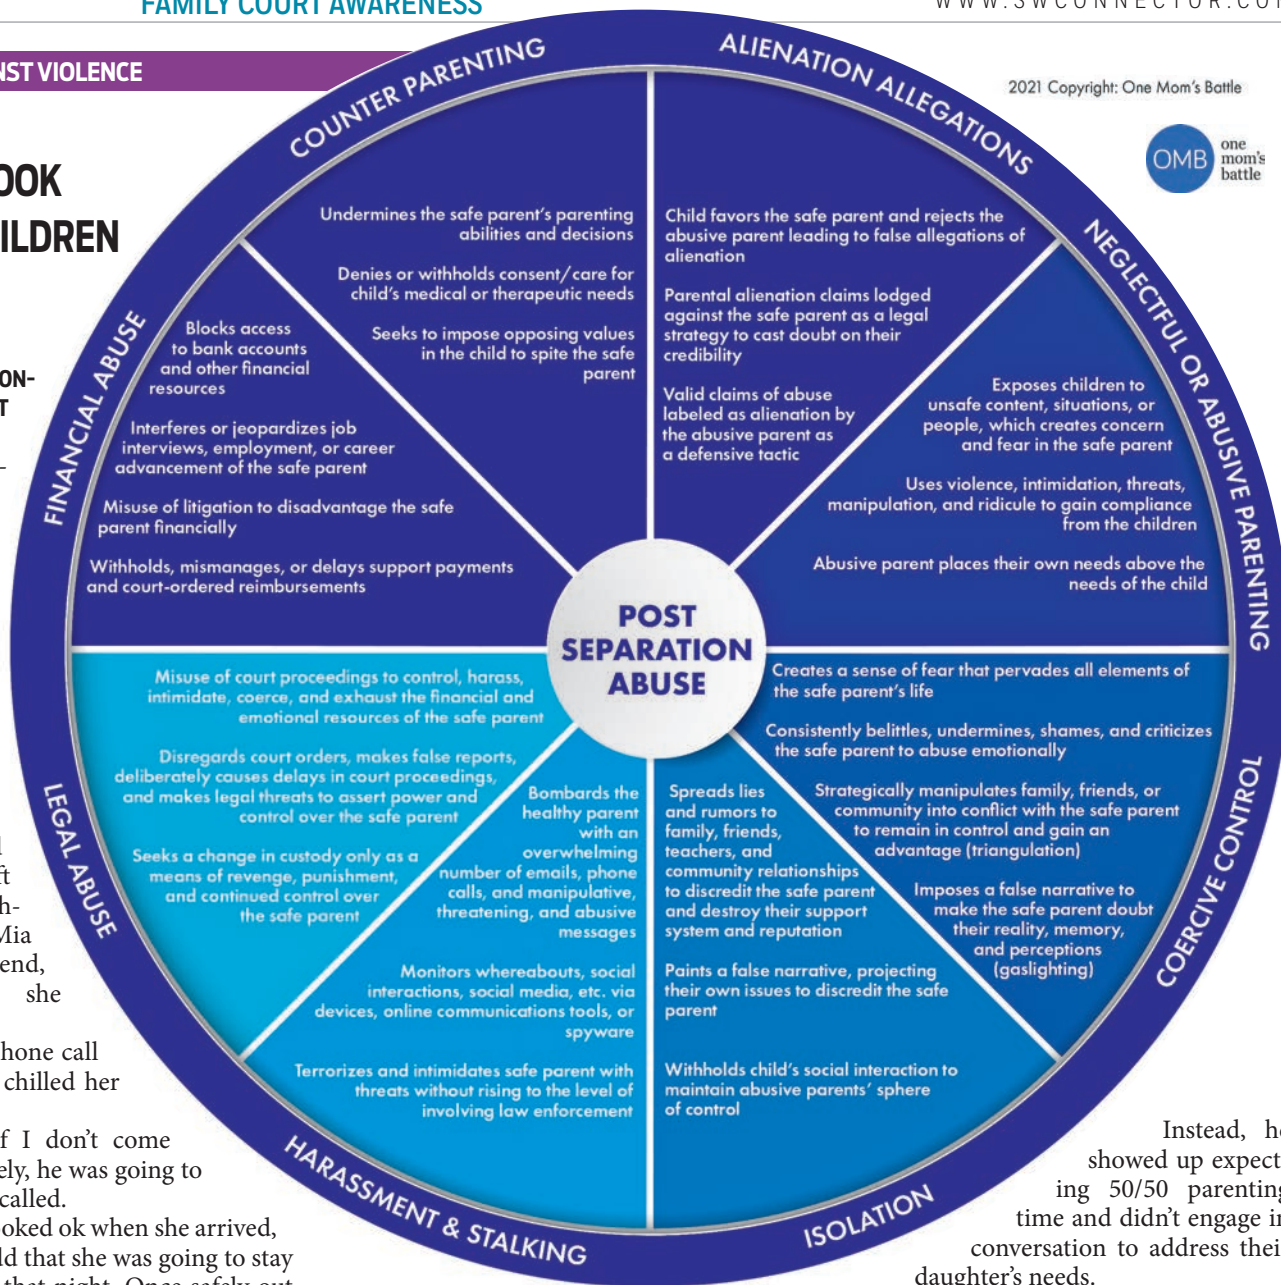 FAMILY COURT AWARENESS
WWW.SWCONNECTOR.COM
NST VIOLENCE
2021 Copyright: One Mom's Battle
OMB
one
mom's
battle
OOK
ILDREN
ON-
T
COUNTER PARENTING
Undermines the safe parent's parenting
abilities and decisions
Denies or withholds consent/care for
child's medical or therapeutic needs
Seeks to impose opposing values
in the child to spite the safe
parent
ALIENATION ALLEGATIONS
Child favors the safe parent and rejects the
abusive parent leading to false allegations of
alienation
Parental alienation claims lodged
against the safe parent as a legal
strategy to cast doubt on their
credibility
Valid claims of abuse
labeled as alienation by
the abusive parent as
a defensive tactic
NEGLECTFUL OR ABUSIVE PARENTING
Exposes children to
unsafe content, situations, or
people, which creates concern
and fear in the safe parent
Uses violence, intimidation, threats,
manipulation, and ridicule to gain compliance
from the children
Abusive parent places their own needs above the
needs of the child
FINANCIAL ABUSE
Blocks access
to bank accounts
and other financial
resources
Interferes or jeopardizes job
interviews, employment, or career
advancement of the safe parent
Misuse of litigation to disadvantage the safe
parent financially
Withholds, mismanages, or delays support payments
and court-ordered reimbursements
POST
SEPARATION
ABUSE
COERCIVE CONTROL
Creates a sense of fear that pervades all elements of
the safe parent's life
Consistently belittles, undermines, shames, and criticizes
the safe parent to abuse emotionally
Strategically manipulates family, friends, or
community into conflict with the safe parent
to remain in control and gain an
advantage (triangulation)
Imposes a false narrative to
make the safe parent doubt
their reality, memory,
and perceptions
(gaslighting)
LEGAL ABUSE
Misuse of court proceedings to control, harass,
intimidate, coerce, and exhaust the financial and
emotional resources of the safe parent
Disregards court orders, makes false reports,
deliberately causes delays in court proceedings,
and makes legal threats to assert power and
control over the safe parent
Seeks a change in custody only as a
means of revenge, punishment,
and continued control over
the safe parent
HARASSMENT & STALKING
Bombards the
healthy parent
with an
overwhelming
number of emails, phone
calls, and manipulative,
threatening, and abusive
messages
Monitors whereabouts, social
interactions, social media, etc. via
devices, online communications tools, or
spyware
Terrorizes and intimidates safe parent with
threats without rising to the level of
involving law enforcement
ISOLATION
Spreads lies
and rumors to
family, friends,
teachers, and
community relationships
to discredit the safe parent
and destroy their support
system and reputation
Paints a false narrative, projecting
their own issues to discredit the safe
parent
Withholds child's social interaction to
maintain abusive parents' sphere
of control
ft
h-
Mia
end,
she
hone call
chilled her
f I don't come
ely, he was going to
called.
ooked ok when she arrived,
ld that she was going to stay
that night. Once safely out
Instead, he
showed up expect-
ing 50/50 parenting
time and didn't engage in
conversation to address their
daughter's needs.